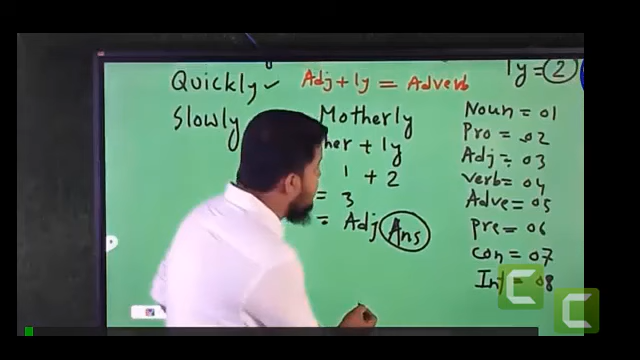 Quickly ✓ Adj + ly = Adverb
ly = 2
Slowly Motherly
her + ly
1 + 2
= 3
= Adj Ans
Noun = 01
Pro = 02
Adj = 03
verb = 04
Adve = 05
Pre = 06
Con = 07
Int = 08